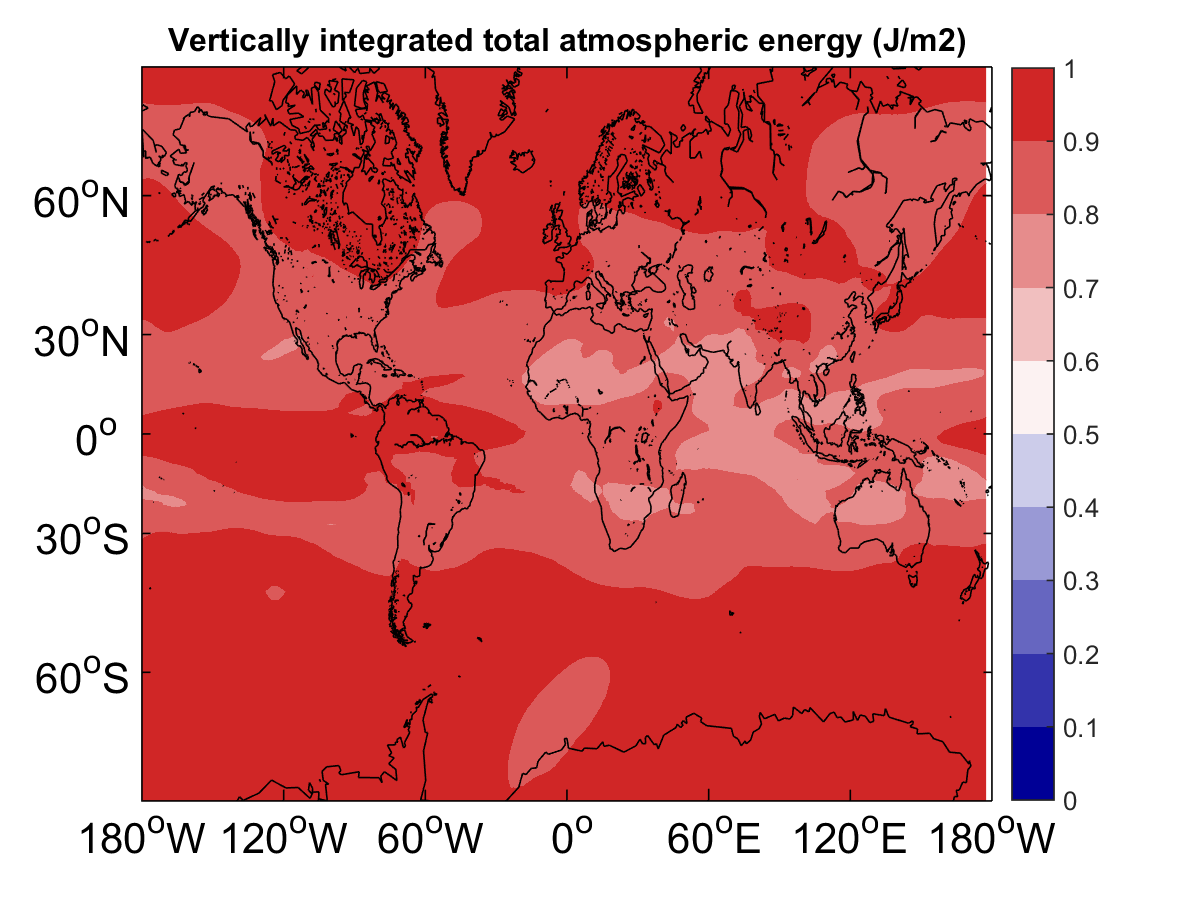 Vertically integrated total atmospheric energy (J/m2)
60°N
30°N
0°
30°S
60°S
180°W 120°W 60°W 0° 60°E 120°E 180°W
1
0.9
0.8
0.7
0.6
0.5
0.4
0.3
0.2
0.1
0